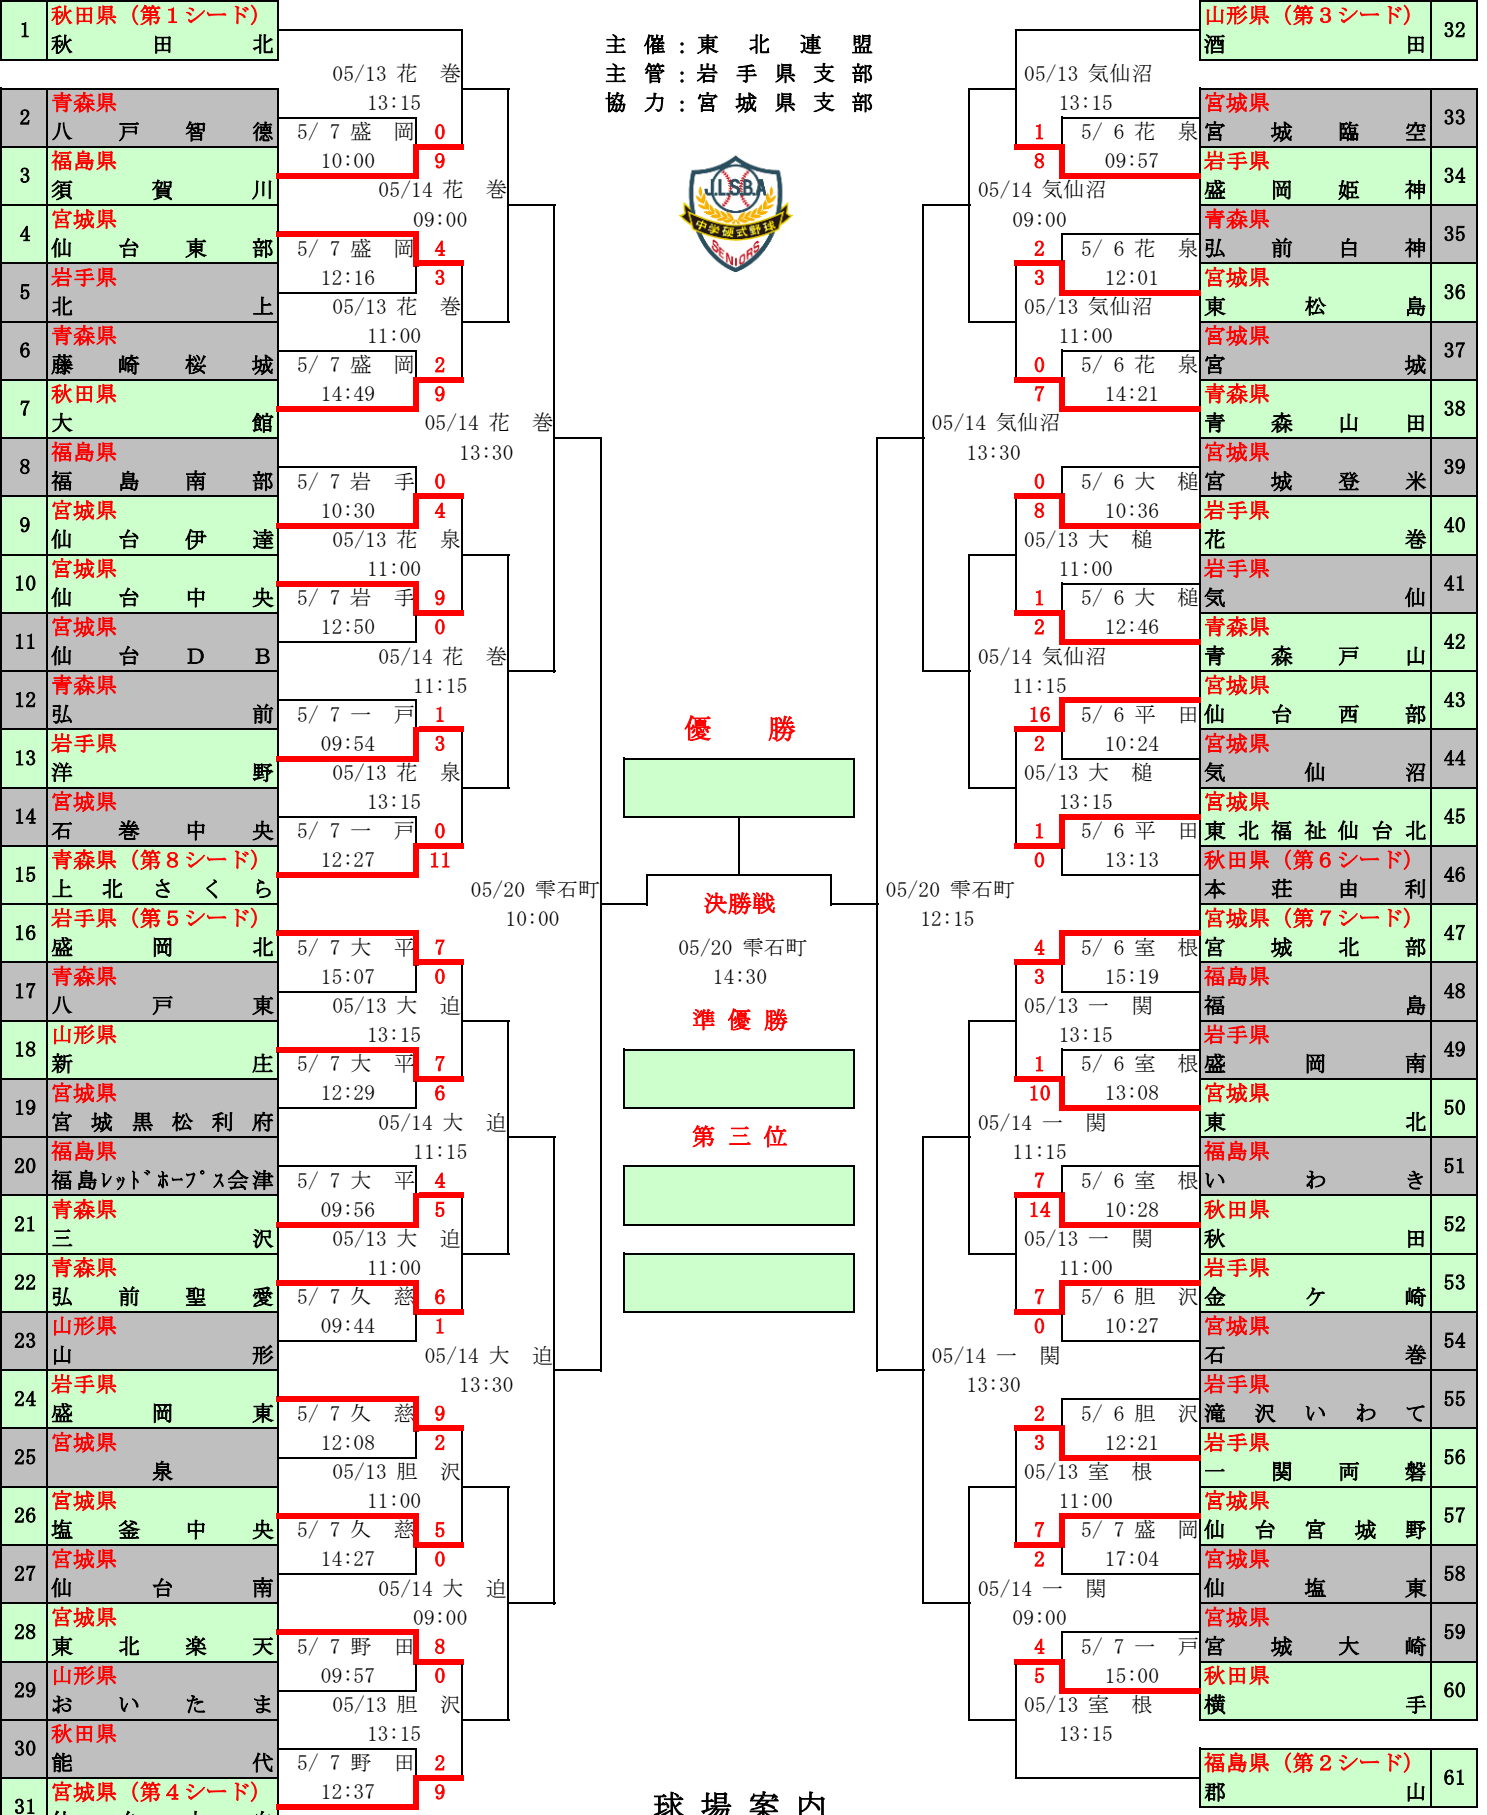 主催:東北連盟
主管:岩手県支部
協力:宮城県支部
J.L.S.B.A
中学硬式野球
SENIORS
1 秋田県（第１シード）
秋田北
05/13 花巻
13:15
2 青森県
八戸智徳
5/ 7 盛岡 0
10:00 9
3 福島県
須賀川
05/14 花巻
09:00
4 宮城県
仙台東部
5/ 7 盛岡 4
12:16 3
5 岩手県
北上
05/13 花巻
11:00
6 青森県
藤崎桜城
5/ 7 盛岡 2
14:49 9
7 秋田県
大館
05/14 花巻
13:30
8 福島県
福島南部
5/ 7 岩手 0
10:30 4
9 宮城県
仙台伊達
05/13 花泉
11:00
10 宮城県
仙台中央
5/ 7 岩手 9
12:50 0
11 宮城県
仙台ＤＢ
05/14 花巻
11:15
12 青森県
弘前
5/ 7 一戸 1
09:54 3
13 岩手県
洋野
05/13 花泉
13:15
14 宮城県
石巻中央
5/ 7 一戸 0
12:27 11
15 青森県（第８シード）
上北さくら
05/20 雫石町
10:00
16 岩手県（第５シード）
盛岡北
5/ 7 大平 7
15:07 0
17 青森県
八戸東
05/13 大迫
13:15
18 山形県
新庄
5/ 7 大平 7
12:29 6
19 宮城県
宮城黒松利府
05/14 大迫
11:15
20 福島県
福島ﾚｯﾄﾞﾎｰﾌﾟｽ会津
5/ 7 大平 4
09:56 5
21 青森県
三沢
05/13 大迫
11:00
22 青森県
弘前聖愛
5/ 7 久慈 6
09:44 1
23 山形県
山形
05/14 大迫
13:30
24 岩手県
盛岡東
5/ 7 久慈 9
12:08 2
25 宮城県
泉
05/13 胆沢
11:00
26 宮城県
塩釜中央
5/ 7 久慈 5
14:27 0
27 宮城県
仙台南
05/14 大迫
09:00
28 宮城県
東北楽天
5/ 7 野田 8
09:57 0
29 山形県
おいたま
05/13 胆沢
13:15
30 秋田県
能代
5/ 7 野田 2
12:37 9
31 宮城県（第４シード）
優勝
決勝戦
05/20 雫石町
14:30
準優勝
第三位
球場案内
山形県（第３シード） 32
酒田
05/13 気仙沼
13:15
宮城県 33
宮城臨空
1 5/ 6 花泉
8 09:57
岩手県 34
盛岡姫神
05/14 気仙沼
09:00
青森県 35
弘前白神
2 5/ 6 花泉
3 12:01
宮城県 36
東松島
05/13 気仙沼
11:00
宮城県 37
宮城
0 5/ 6 花泉
7 14:21
青森県 38
青森山田
05/14 気仙沼
13:30
宮城県 39
宮城登米
0 5/ 6 大槌
8 10:36
岩手県 40
花巻
05/13 大槌
11:00
岩手県 41
気仙
1 5/ 6 大槌
2 12:46
青森県 42
青森戸山
05/14 気仙沼
11:15
宮城県 43
仙台西部
16 5/ 6 平田
2 10:24
宮城県 44
気仙沼
05/13 大槌
13:15
宮城県 45
東北福祉仙台北
1 5/ 6 平田
0 13:13
秋田県（第６シード） 46
本荘由利
05/20 雫石町
12:15
宮城県（第７シード） 47
宮城北部
4 5/ 6 室根
3 15:19
福島県 48
福島
05/13 一関
13:15
岩手県 49
盛岡南
1 5/ 6 室根
10 13:08
宮城県 50
東北
05/14 一関
11:15
福島県 51
いわき
7 5/ 6 室根
14 10:28
秋田県 52
秋田
05/13 一関
11:00
岩手県 53
金ケ崎
7 5/ 6 胆沢
0 10:27
宮城県 54
石巻
05/14 一関
13:30
岩手県 55
滝沢いわて
2 5/ 6 胆沢
3 12:21
岩手県 56
一関両磐
05/13 室根
11:00
宮城県 57
仙台宮城野
7 5/ 7 盛岡
2 17:04
宮城県 58
仙塩東
05/14 一関
09:00
宮城県 59
宮城大崎
4 5/ 7 一戸
5 15:00
秋田県 60
横手
05/13 室根
13:15
福島県（第２シード） 61
郡山